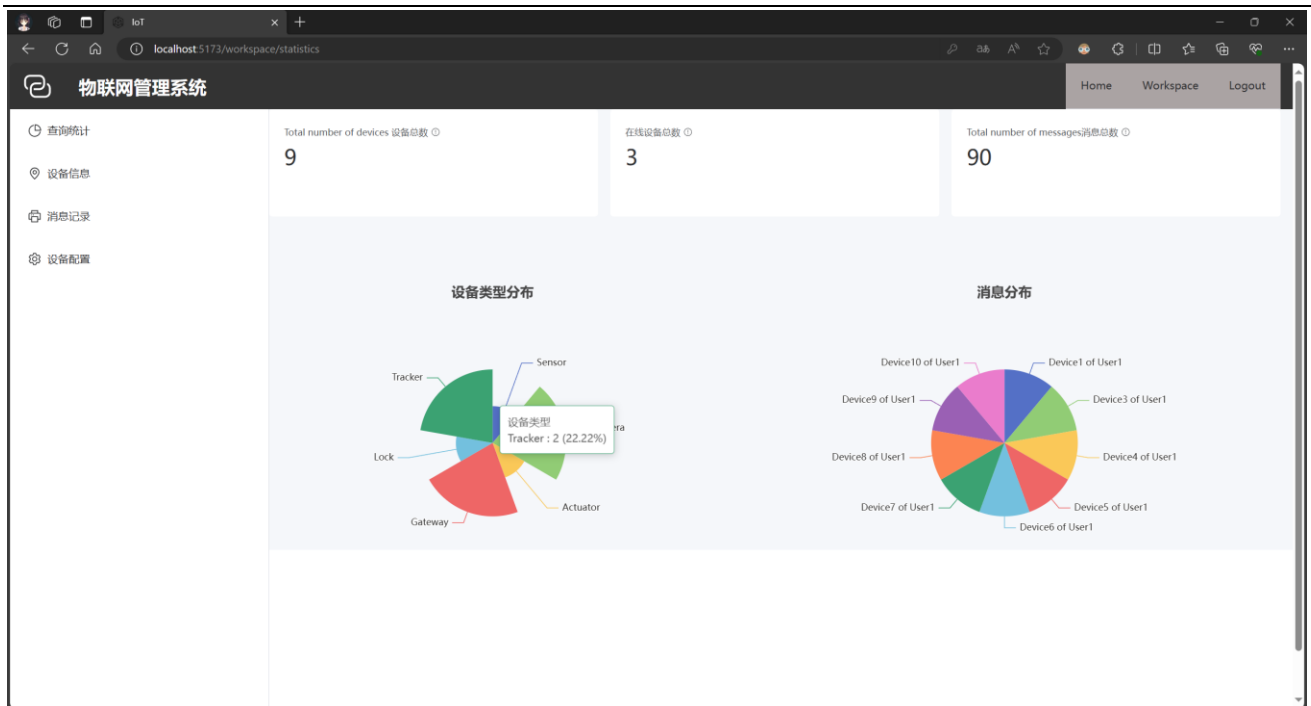 IoT
localhost:5173/workspace/statistics
物联网管理系统
Home Workspace Logout
查询统计
设备信息
消息记录
设备配置
Total number of devices 设备总数
9
在线设备总数
3
Total number of messages消息总数
90
设备类型分布
Sensor
Tracker
设备类型
Tracker : 2 (22.22%)
era
Lock
Actuator
Gateway
消息分布
Device10 of User1
Device1 of User1
Device9 of User1
Device3 of User1
Device8 of User1
Device4 of User1
Device7 of User1
Device5 of User1
Device6 of User1